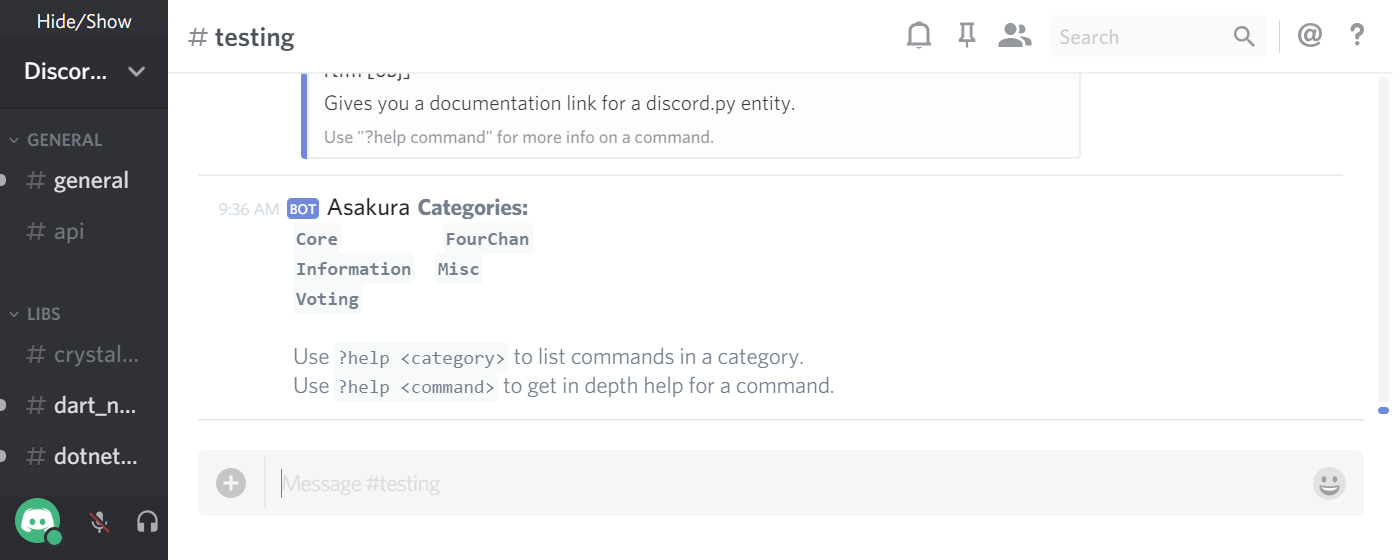 Hide/Show
Discor...
GENERAL
# general
# api
LIBS
# crystal...
# dart_n...
# dotnet...
# testing
Search
@ ?
Gives you a documentation link for a discord.py entity.
Use "?help command" for more info on a command.
9:36 AM BOT Asakura Categories:
Core FourChan
Information Misc
Voting
Use ?help <category> to list commands in a category.
Use ?help <command> to get in depth help for a command.
Message #testing